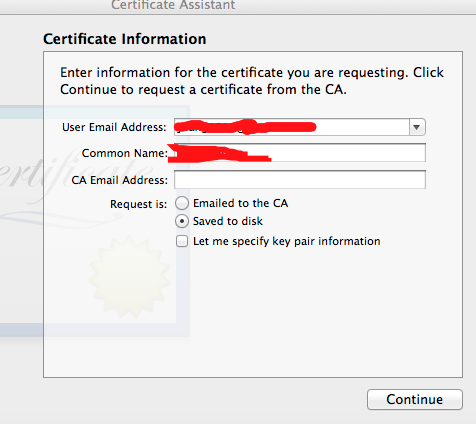 Certificate Assistant
Certificate Information
Enter information for the certificate you are requesting. Click
Continue to request a certificate from the CA.
User Email Address:
Common Name:
CA Email Address:
Request is:
Emailed to the CA
Saved to disk
Let me specify key pair information
Continue